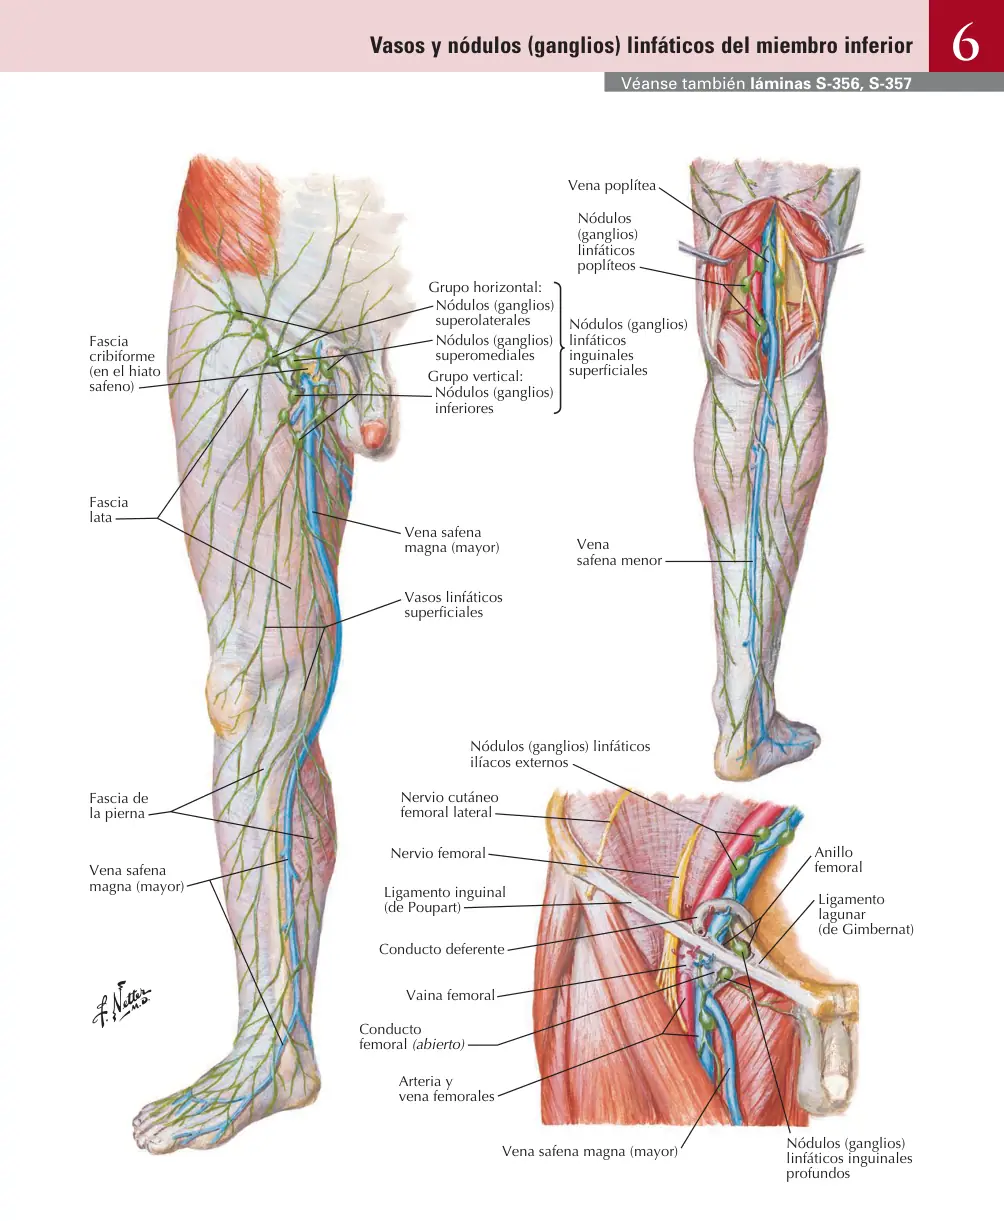 Vasos y nódulos (ganglios) linfáticos del miembro inferior
6
Véanse también láminas S-356, S-357
Vena poplítea
Nódulos
(ganglios)
linfáticos
poplíteos
Grupo horizontal:
Nódulos (ganglios)
superolaterales
Nódulos (ganglios)
superomediales
Grupo vertical:
Nódulos (ganglios)
inferiores
Nódulos (ganglios)
linfáticos
inguinales
superficiales
Fascia
cribiforme
(en el hiato
safeno)
Fascia
lata
Vena safena
magna (mayor)
Vena
safena menor
Vasos linfáticos
superficiales
Nódulos (ganglios) linfáticos
ilíacos externos
Fascia de
la pierna
Nervio cutáneo
femoral lateral
Nervio femoral
Anillo
femoral
Vena safena
magna (mayor)
Ligamento inguinal
(de Poupart)
Ligamento
lagunar
(de Gimbernat)
Conducto deferente
Vaina femoral
Conducto
femoral (abierto)
Arteria y
vena femorales
Vena safena magna (mayor)
Nódulos (ganglios)
linfáticos inguinales
profundos
F. Netter
M.D.